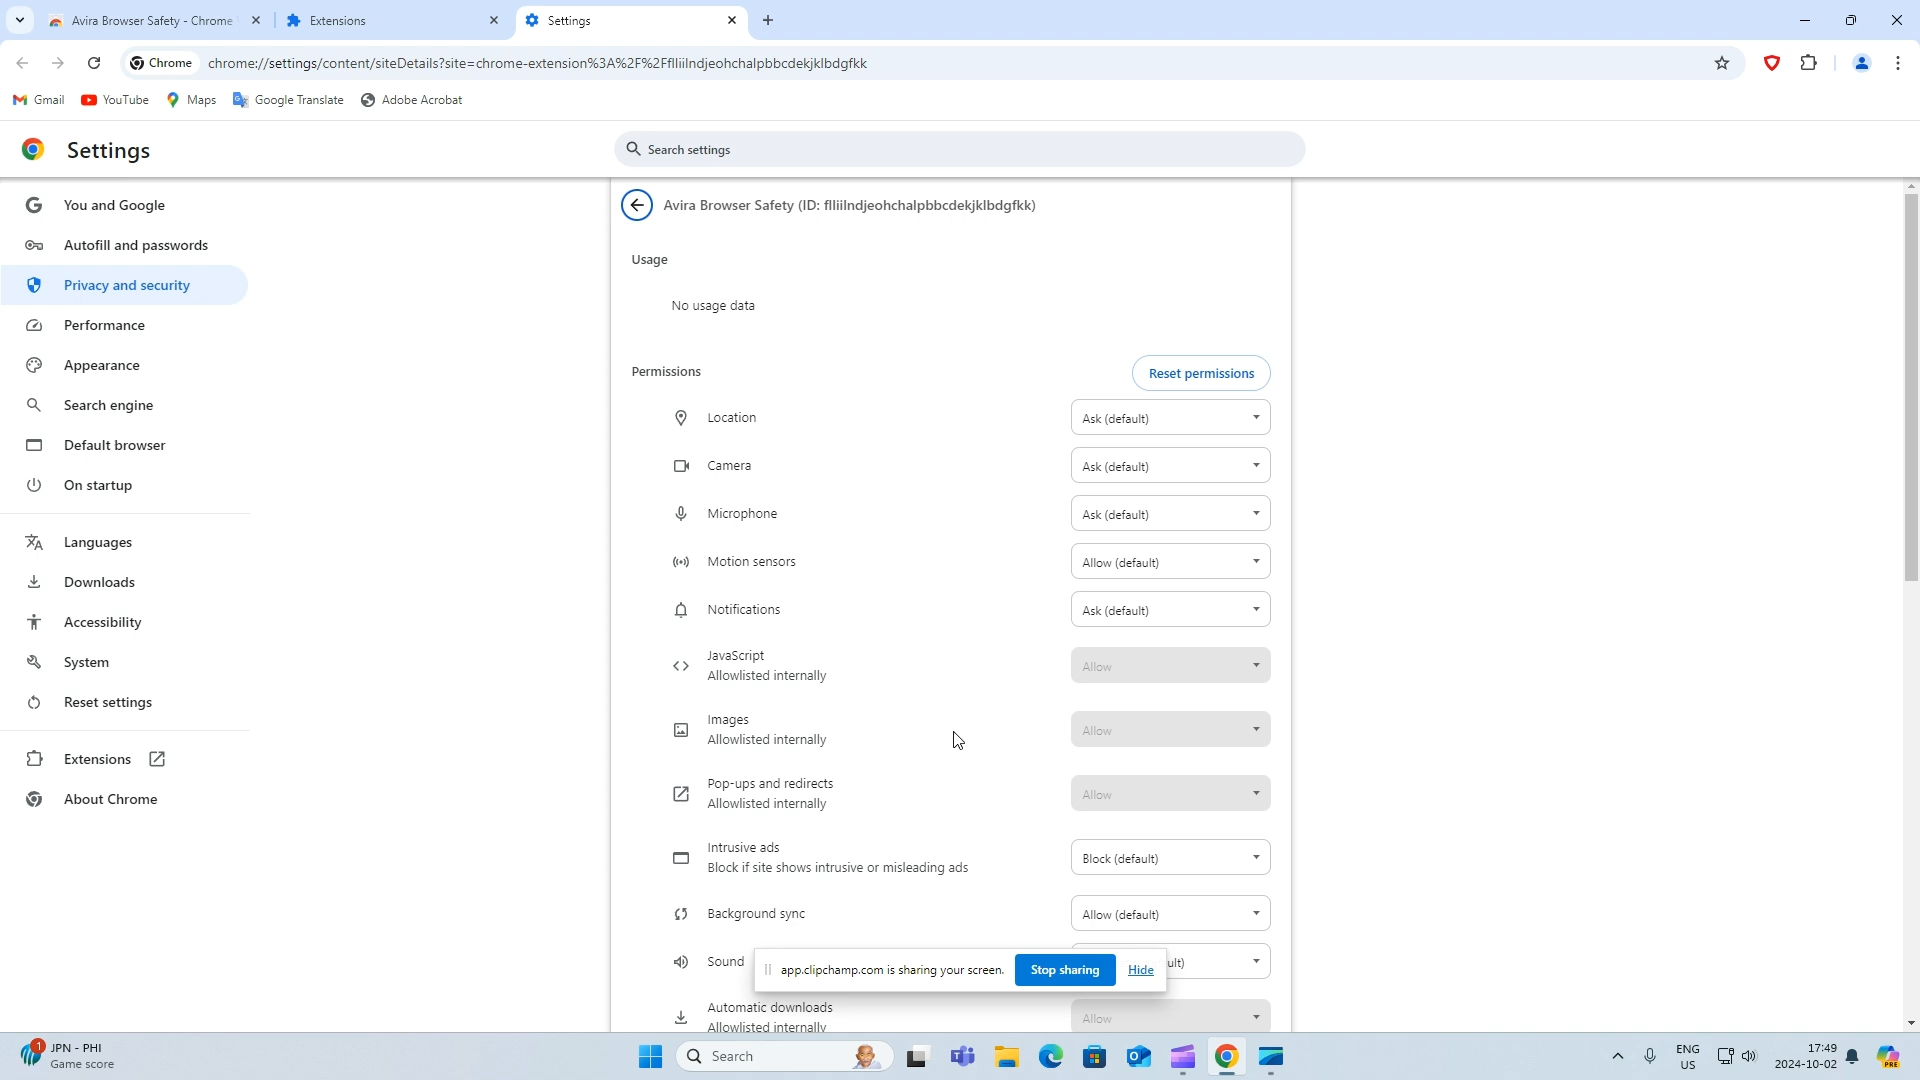 Avira Browser Safety - Chrome
Extensions
Settings
Chrome
chrome://settings/content/siteDetails?site=chrome-extension%3A%2F%2Fflliilndjeohchalpbbcdekjklbdgfkk
Gmail
YouTube
Maps
Google Translate
Adobe Acrobat
Settings
Search settings
You and Google
Autofill and passwords
Privacy and security
Performance
Appearance
Search engine
Default browser
On startup
Languages
Downloads
Accessibility
System
Reset settings
Extensions
About Chrome
Avira Browser Safety (ID: flliilndjeohchalpbbcdekjklbdgfkk)
Usage
No usage data
Permissions
Reset permissions
Location
Ask (default)
Camera
Ask (default)
Microphone
Ask (default)
Motion sensors
Allow (default)
Notifications
Ask (default)
JavaScript
Allowlisted internally
Allow
Images
Allowlisted internally
Allow
Pop-ups and redirects
Allowlisted internally
Allow
Intrusive ads
Block if site shows intrusive or misleading ads
Block (default)
Background sync
Allow (default)
Sound
ult)
app.clipchamp.com is sharing your screen.
Stop sharing
Hide
Automatic downloads
Allowlisted internally
Allow
1
JPN - PHI
Game score
Search
ENG
US
17:49
2024-10-02
PRE